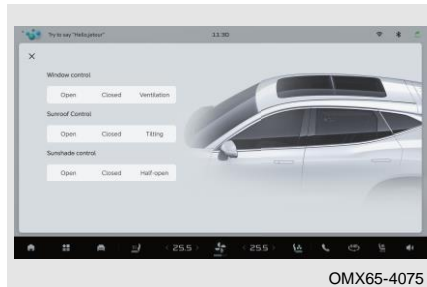 Try to say "Hello,jetour"
11:30
Window control
Open Closed Ventilation
Sunroof Control
Open Closed Tilting
Sunshade control
Open Closed Half-open
25.5 25.5
OMX65-4075